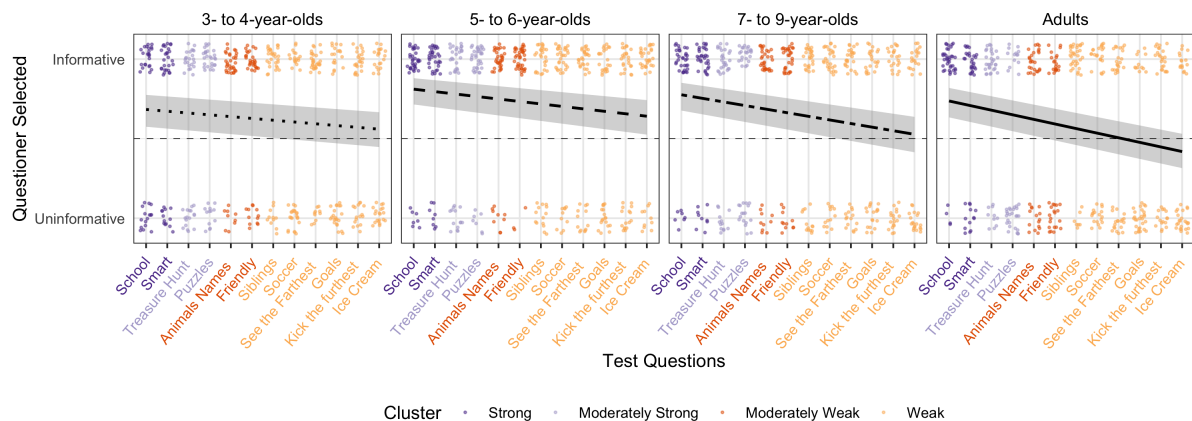 3- to 4-year-olds
5- to 6-year-olds
7- to 9-year-olds
Adults
Questioner Selected
Informative
Uninformative
School
Smart
Treasure Hunt
Puzzles
Animals Names
Friendly
Siblings
Soccer
See the Farthest
Goals
Kick the furthest
Ice Cream
School
Smart
Treasure Hunt
Puzzles
Animals Names
Friendly
Siblings
Soccer
See the Farthest
Goals
Kick the furthest
Ice Cream
School
Smart
Treasure Hunt
Puzzles
Animals Names
Friendly
Siblings
Soccer
See the Farthest
Goals
Kick the furthest
Ice Cream
School
Smart
Treasure Hunt
Puzzles
Animals Names
Friendly
Siblings
Soccer
See the Farthest
Goals
Kick the furthest
Ice Cream
Test Questions
Cluster Strong Moderately Strong Moderately Weak Weak